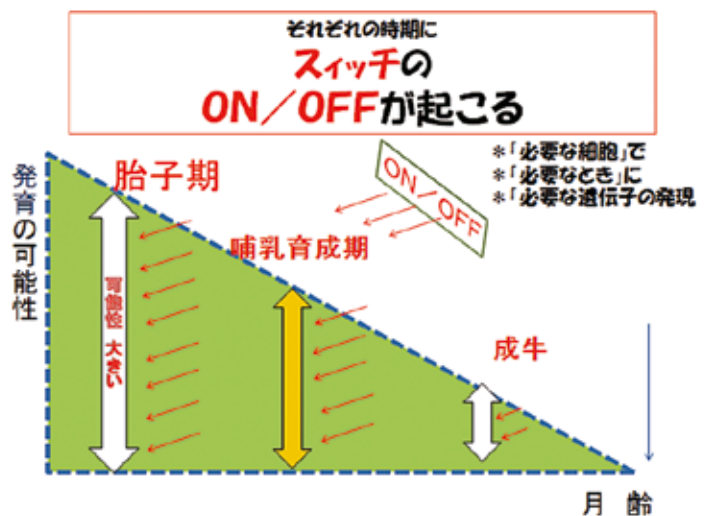 それぞれの時期に
スィッチの
ON／OFFが起こる
ON／OFF
＊「必要な細胞」で
＊「必要なとき」に
＊「必要な遺伝子の発現
発育の可能性
胎子期
哺乳育成期
可能性 大きい
成牛
月 齢